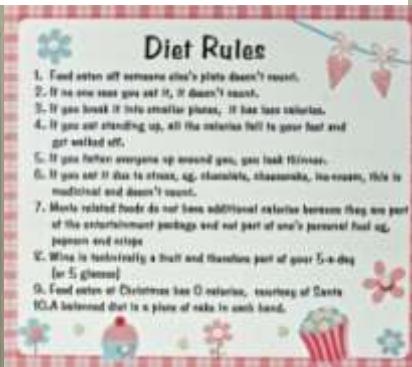 Diet Rules
1. Food eaten off someone else's plate doesn't count.
2. If no one sees you eat it, it doesn't count.
3. If you break it into smaller pieces, it has less calories.
4. If you eat standing up, all the calories fall to your feet and
get walked off.
5. If you fatten everyone up around you, you look thinner.
6. If you eat it due to stress, eg. chocolate, cheesecake, ice-cream, this is
medicinal and doesn't count.
7. Movie related foods do not have additional calories because they are part
of the entertainment package and not part of one's personal fuel eg.
popcorn and crisps
8. Wine is technically a fruit and therefore part of your 5-a-day
(or 5 glasses)
9. Food eaten at Christmas has 0 calories, courtesy of Santa
10.A balanced diet is a piece of cake in each hand.